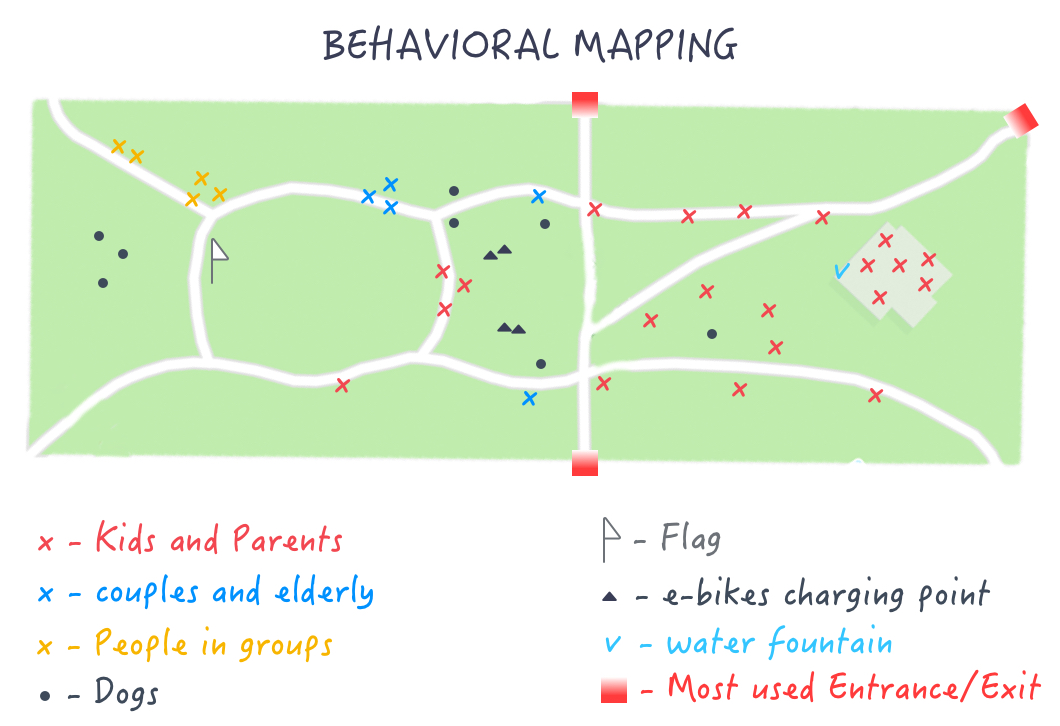 BEHAVIORAL MAPPING
x - Kids and Parents
x - couples and elderly
x - People in groups
• - Dogs
- Flag
▲ - e-bikes charging point
v - water fountain
- Most used Entrance/Exit